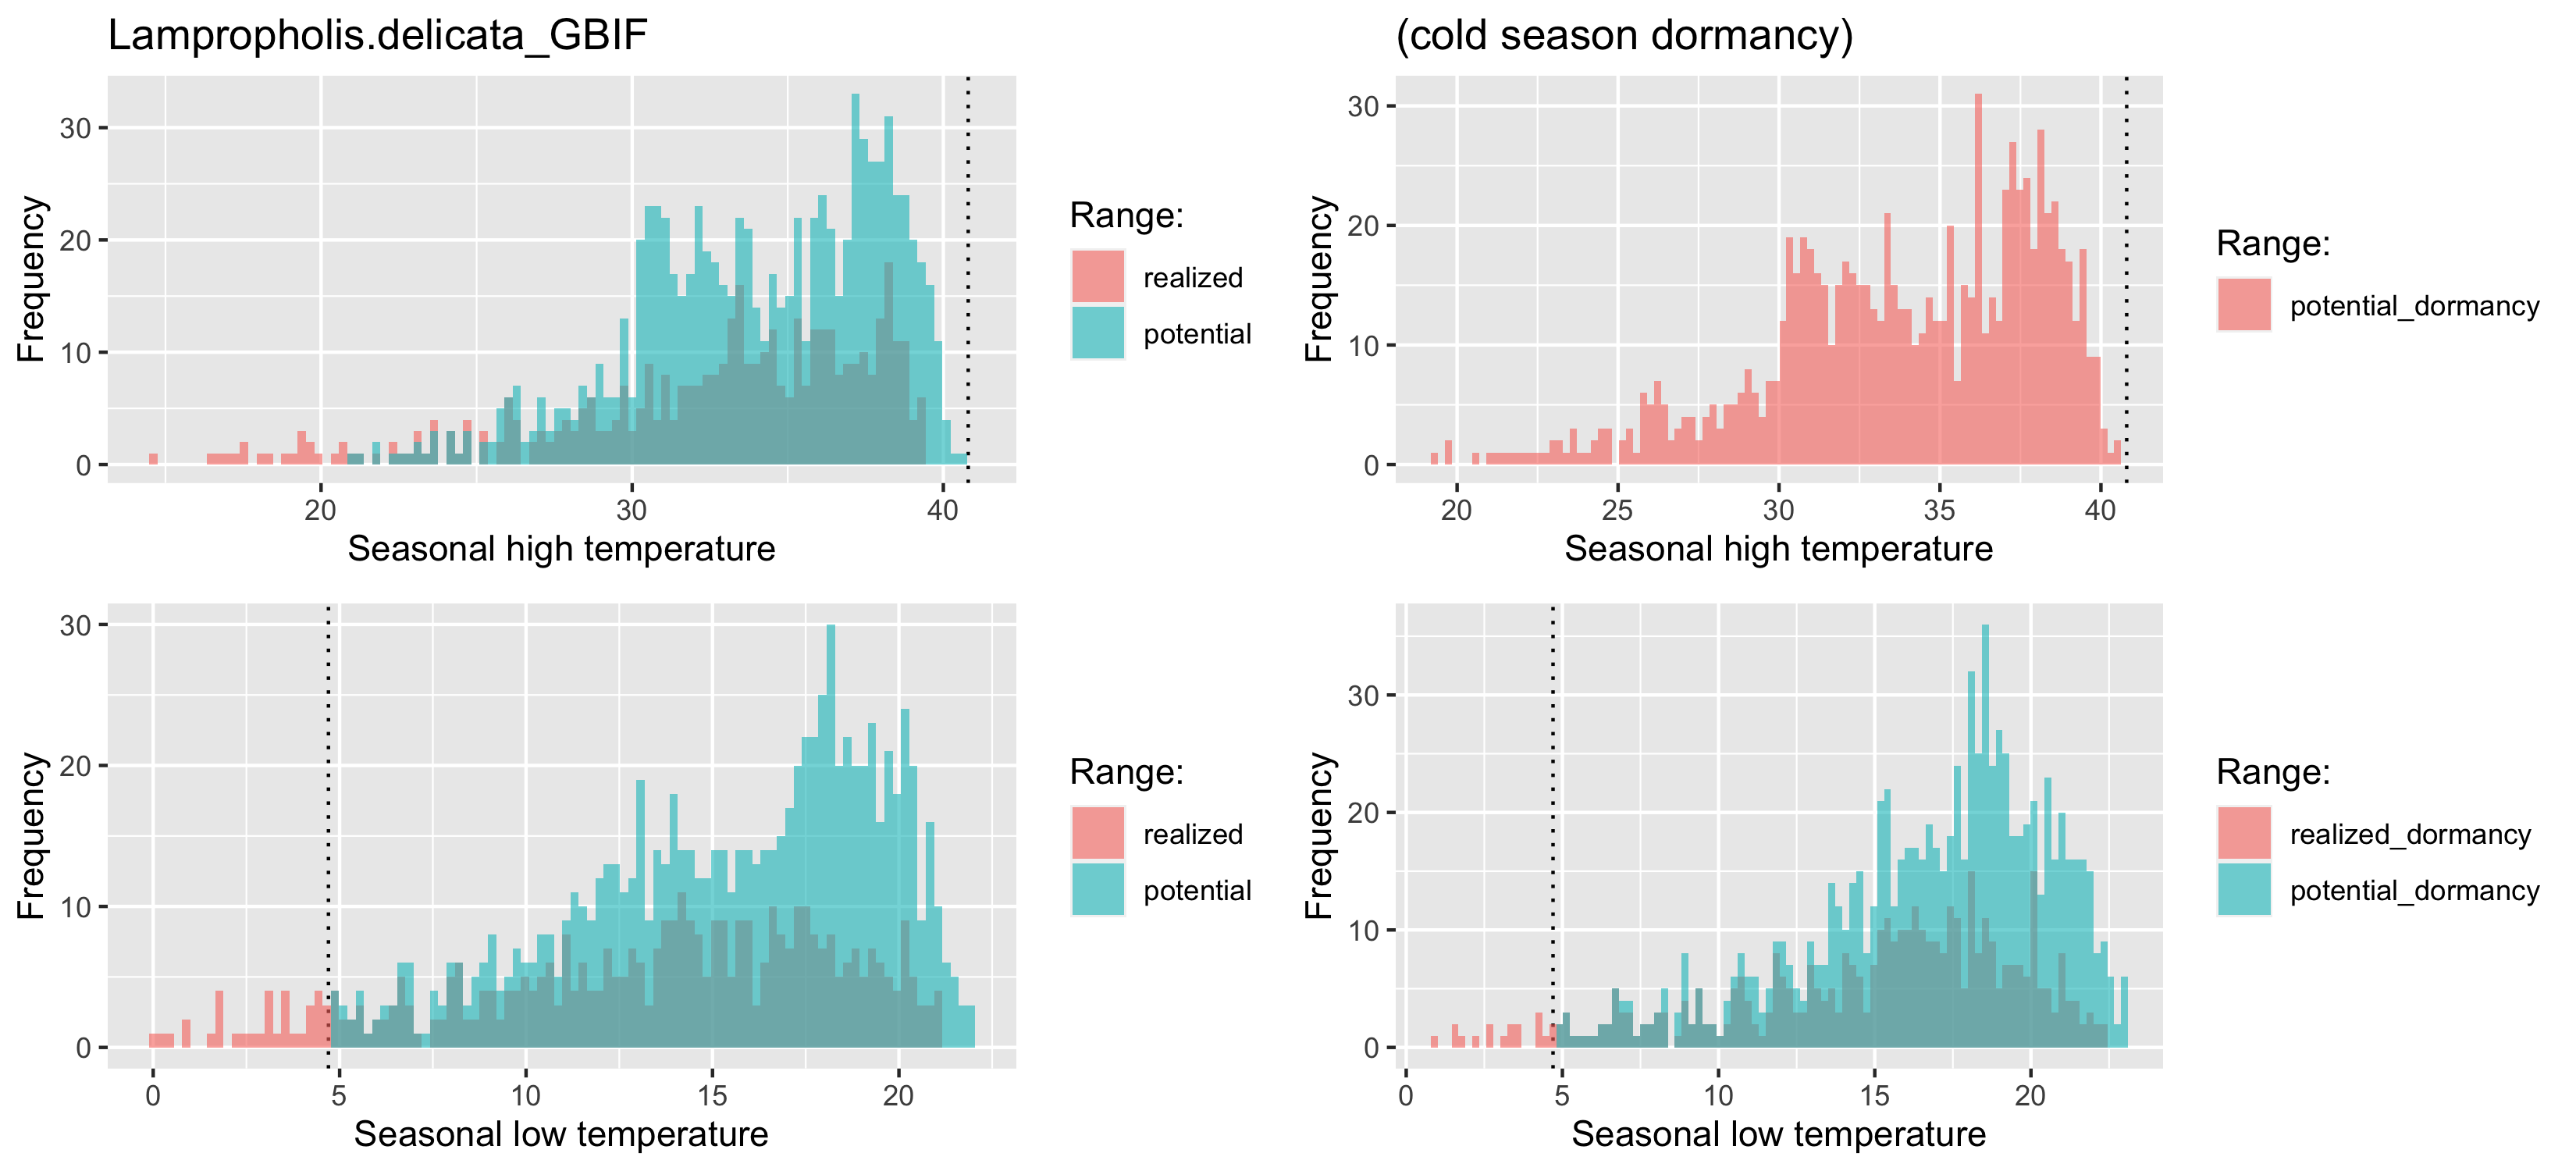 Lampropholis.delicata_GBIF
30
20
10
0
Frequency
20 30 40
Seasonal high temperature
Range:
realized
potential
(cold season dormancy)
30
20
10
0
Frequency
20 25 30 35 40
Seasonal high temperature
Range:
potential_dormancy
30
20
10
0
Frequency
0 5 10 15 20
Seasonal low temperature
Range:
realized
potential
30
20
10
0
Frequency
0 5 10 15 20
Seasonal low temperature
Range:
realized_dormancy
potential_dormancy